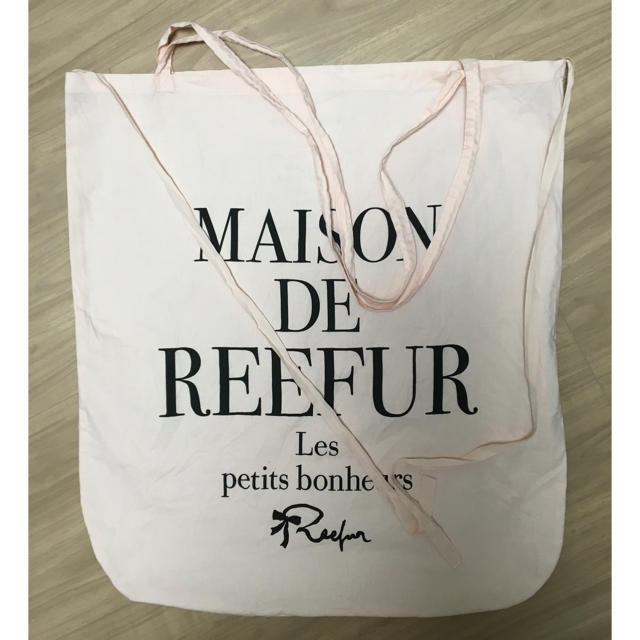 MAISON
DE
REEFUR
Les
petits bonheurs
Reefur